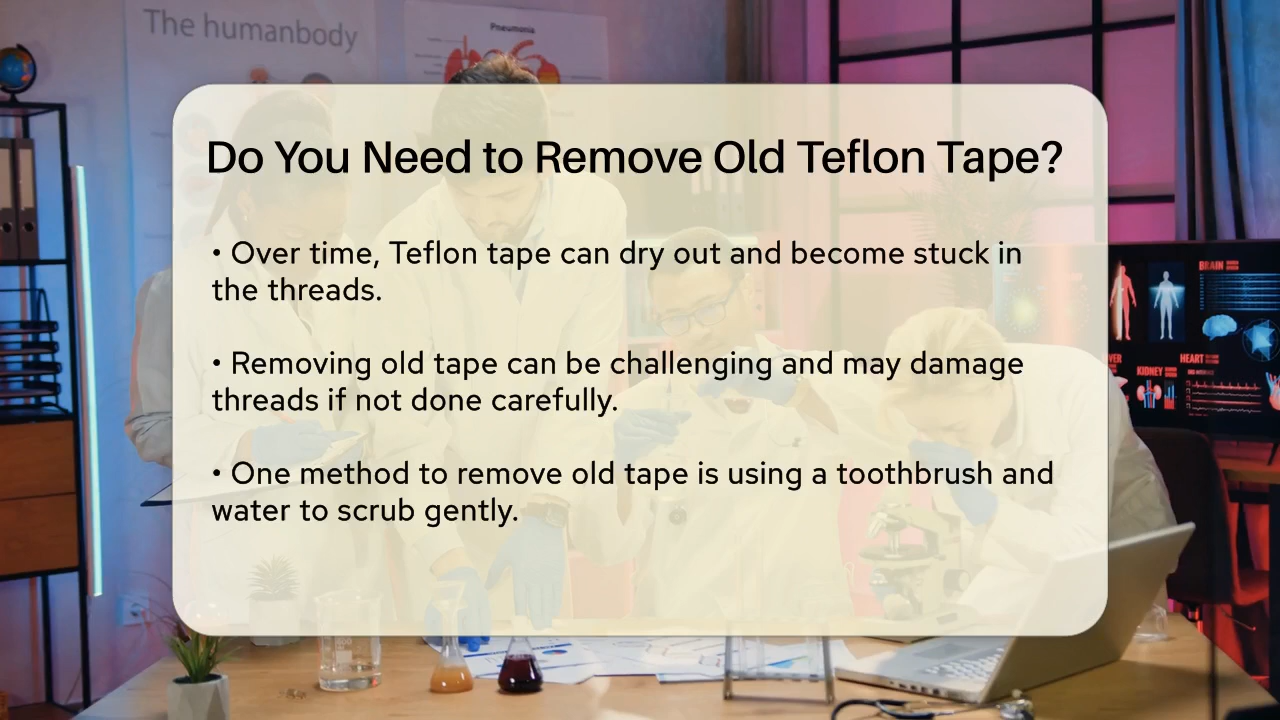 The humanbody
Pneumonia
Do You Need to Remove Old Teflon Tape?
• Over time, Teflon tape can dry out and become stuck in
the threads.
• Removing old tape can be challenging and may damage
threads if not done carefully.
• One method to remove old tape is using a toothbrush and
water to scrub gently.
BRAIN
HEART
KIDNEY